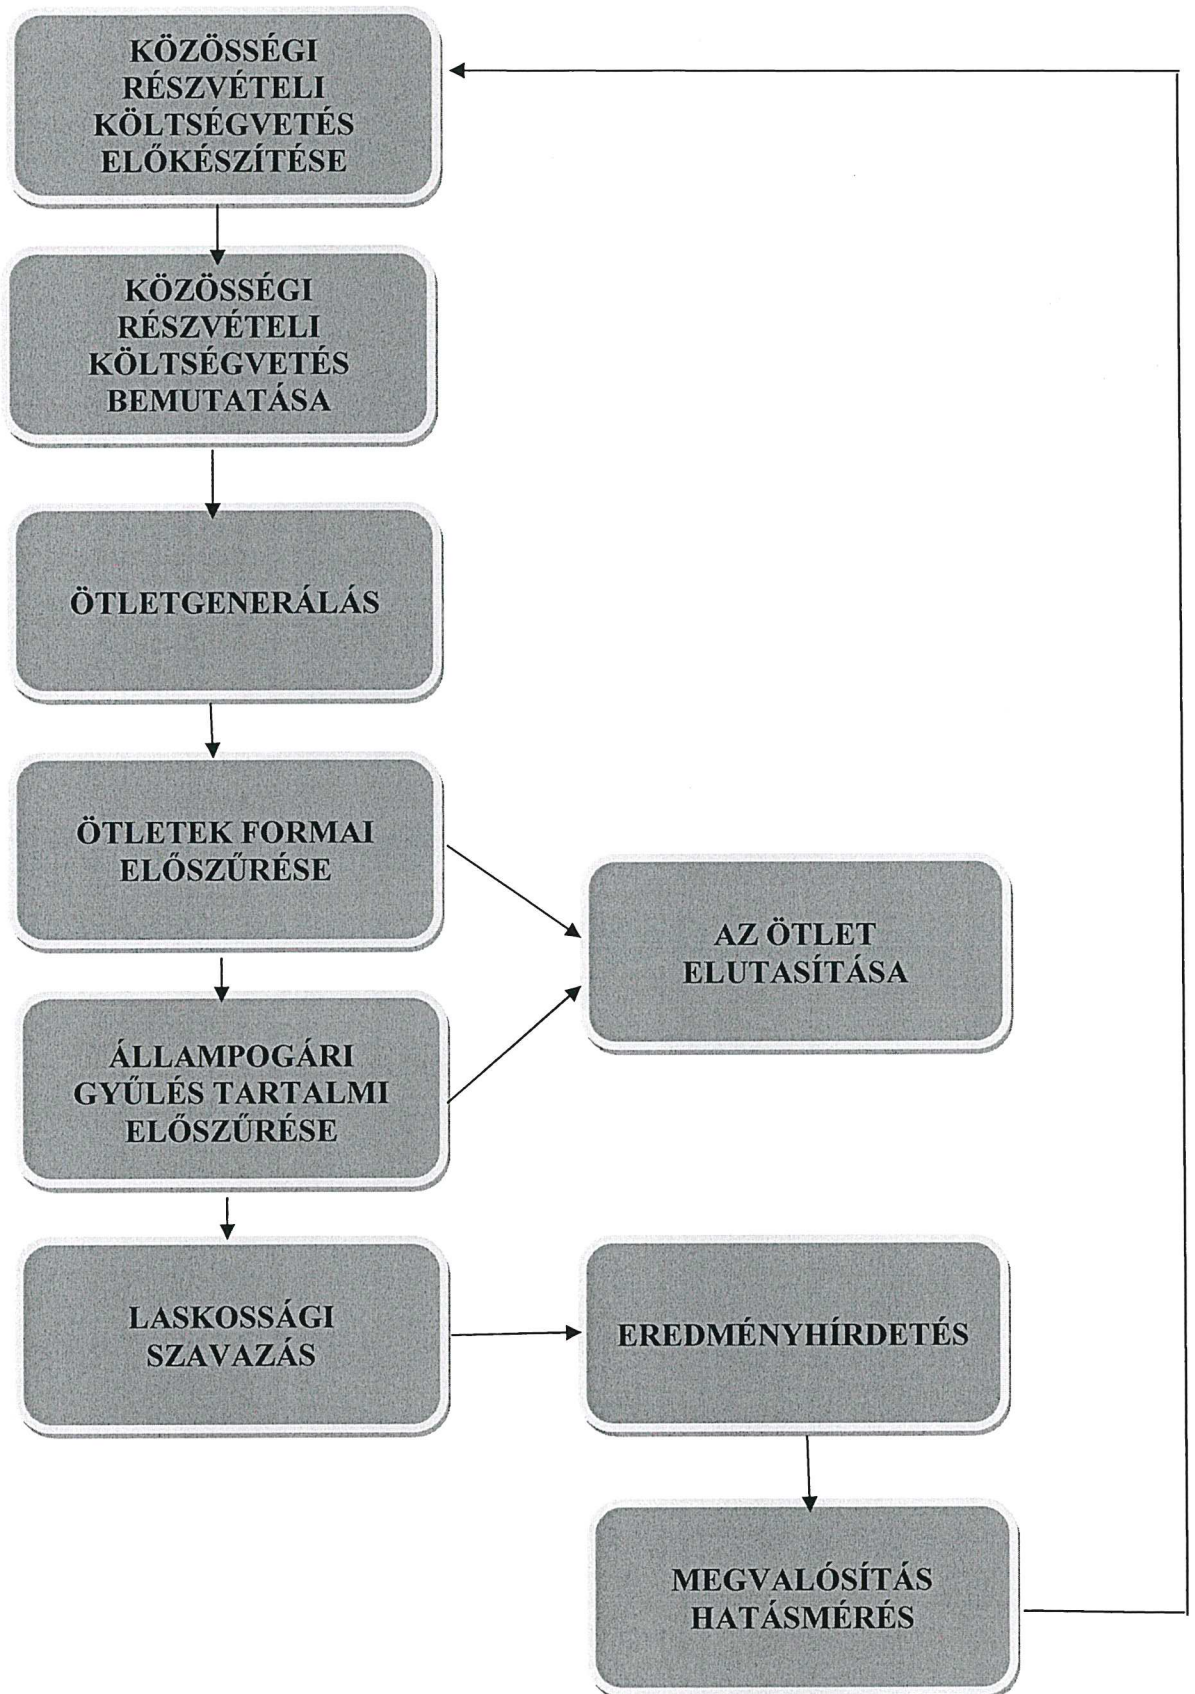 KÖZÖSSÉGI
RÉSZVÉTELI
KÖLTSÉGVETÉS
ELŐKÉSZÍTÉSE
KÖZÖSSÉGI
RÉSZVÉTELI
KÖLTSÉGVETÉS
BEMUTATÁSA
ÖTLETGENERÁLÁS
ÖTLETEK FORMAI
ELŐSZŰRÉSE
AZ ÖTLET
ELUTASÍTÁSA
ÁLLAMPOGÁRI
GYŰLÉS TARTALMI
ELŐSZŰRÉSE
LASKOSSÁGI
SZAVAZÁS
EREDMÉNYHÍRDETÉS
MEGVALÓSÍTÁS
HATÁSMÉRÉS